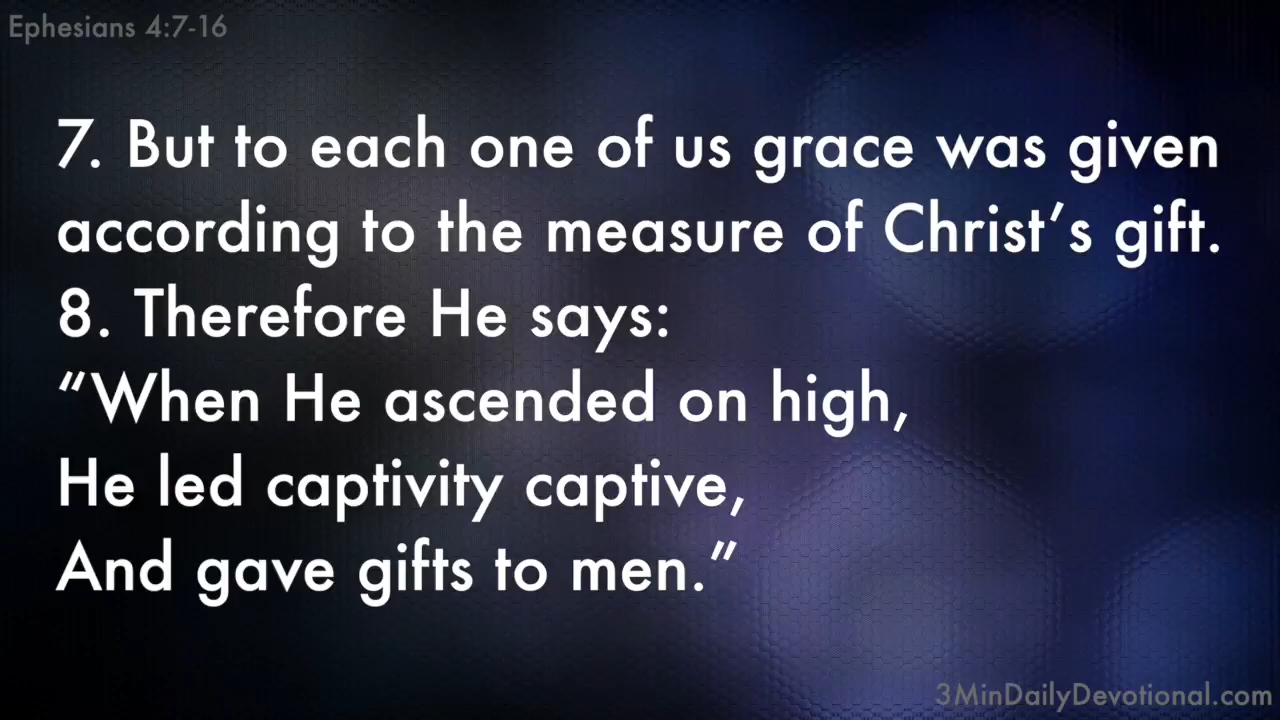 Ephesians 4:7-16
7. But to each one of us grace was given
according to the measure of Christ’s gift.
8. Therefore He says:
“When He ascended on high,
He led captivity captive,
And gave gifts to men.”
3MinDailyDevotional.com